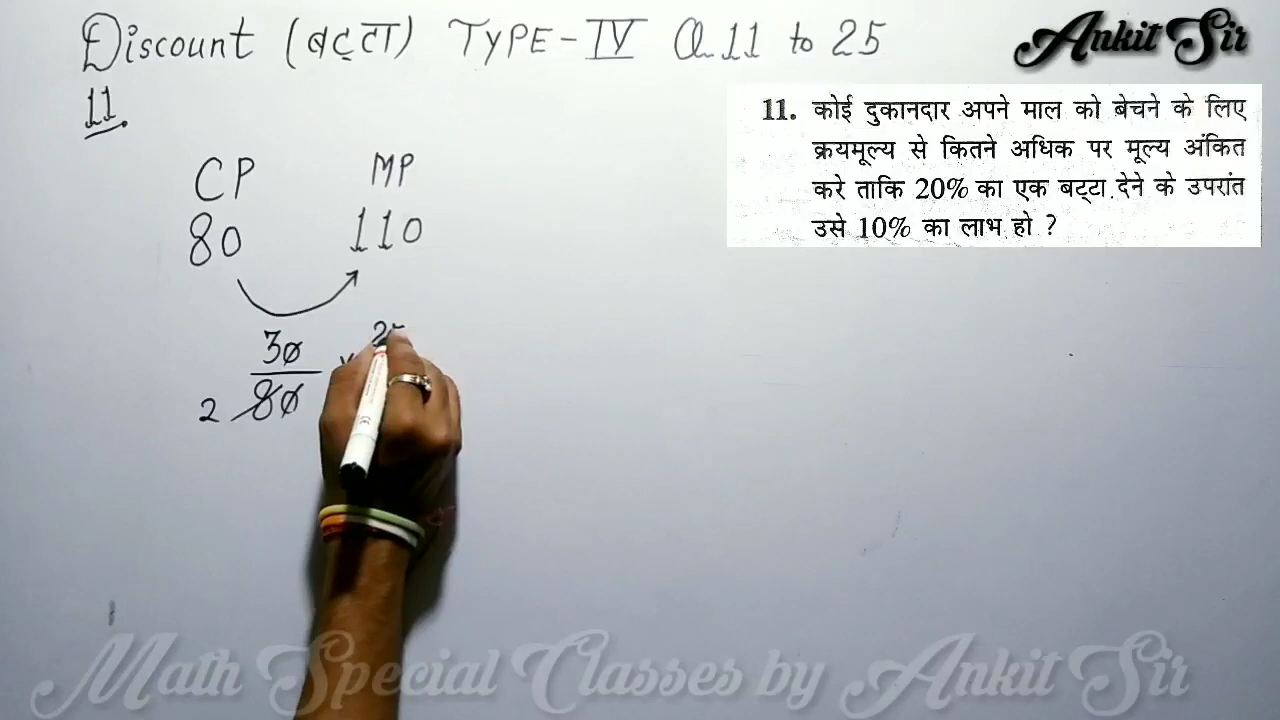 Discount (बट्टा) TYPE-IV Q.11 to 25
Ankit Sir
11.
11. कोई दुकानदार अपने माल को बेचने के लिए
क्रयमूल्य से कितने अधिक पर मूल्य अंकित
करे ताकि 20% का एक बट्टा देने के उपरांत
उसे 10% का लाभ हो ?
CP MP
80 110
30
2 80
Math Special Classes by Ankit Sir